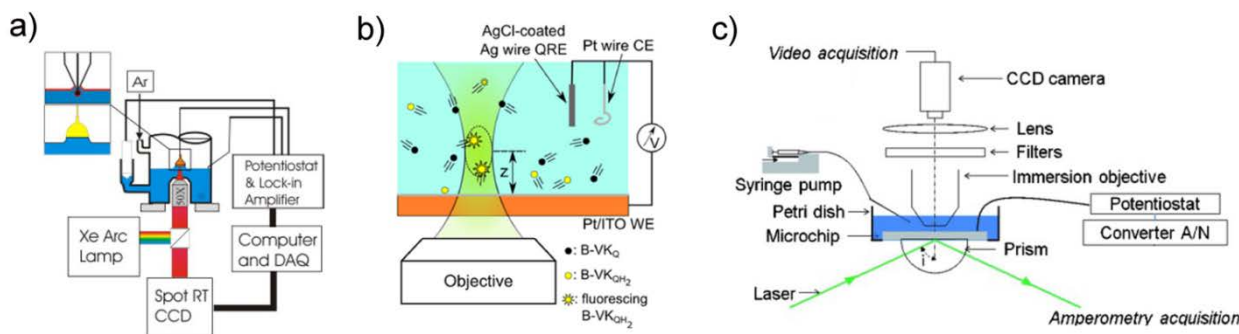 a)
Ar
50X
Potentiostat
& Lock-in
Amplifier
Xe Arc
Lamp
Computer
and DAQ
Spot RT
CCD
b)
AgCl-coated
Ag wire QRE
Pt wire CE
V
z
Pt/ITO WE
Objective
: B-VKQ
: B-VKQH2
: fluorescing
B-VKQH2
c)
Video acquisition
CCD camera
Lens
Filters
Immersion objective
Syringe pump
Petri dish
Microchip
Potentiostat
Converter A/N
Prism
i
Laser
Amperometry acquisition